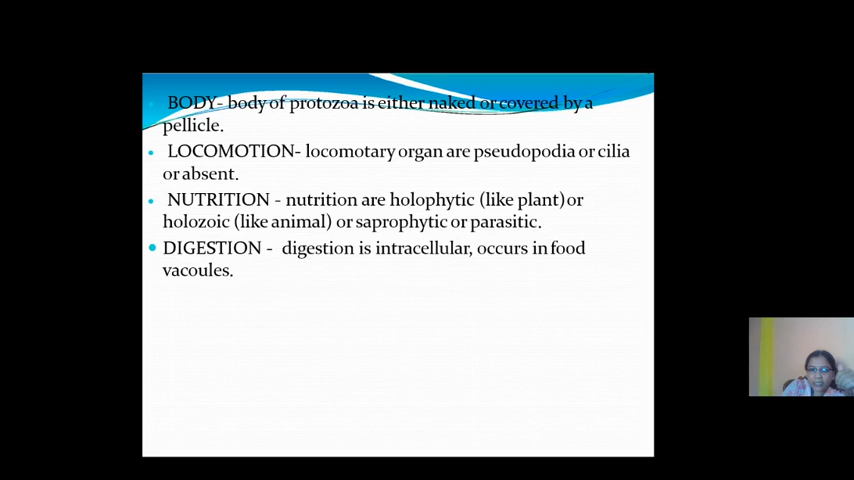 BODY- body of protozoa is either naked or covered by a
pellicle.
• LOCOMOTION- locomotary organ are pseudopodia or cilia
or absent.
• NUTRITION - nutrition are holophytic (like plant)or
holozoic (like animal) or saprophytic or parasitic.
• DIGESTION - digestion is intracellular, occurs in food
vacoules.